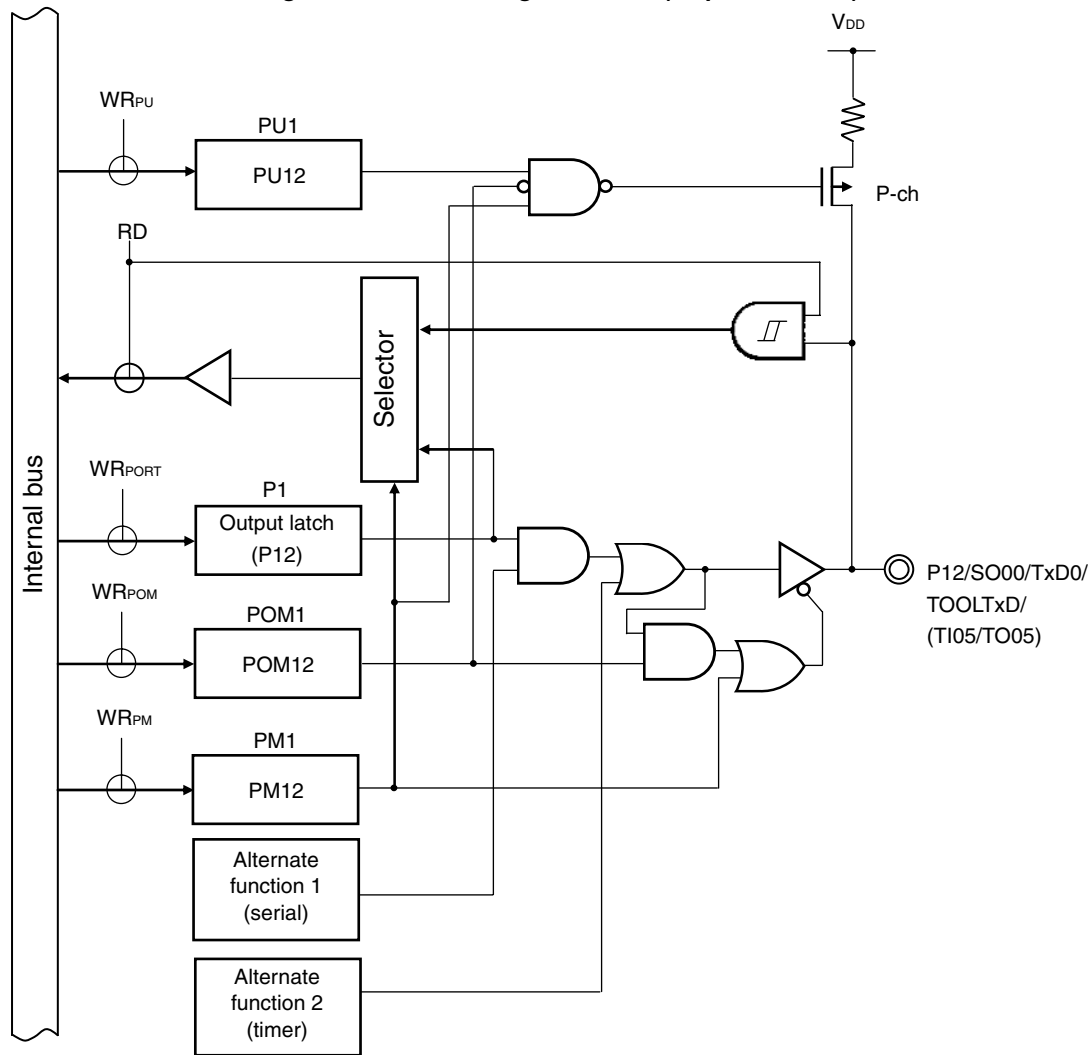 VDD
WRPU
PU1
PU12
P-ch
RD
Selector
Internal bus
WRPORT
P1
Output latch
(P12)
WRPOM
POM1
POM12
P12/SO00/TxD0/
TOOLTxD/
(TI05/TO05)
WRPM
PM1
PM12
Alternate
function 1
(serial)
Alternate
function 2
(timer)